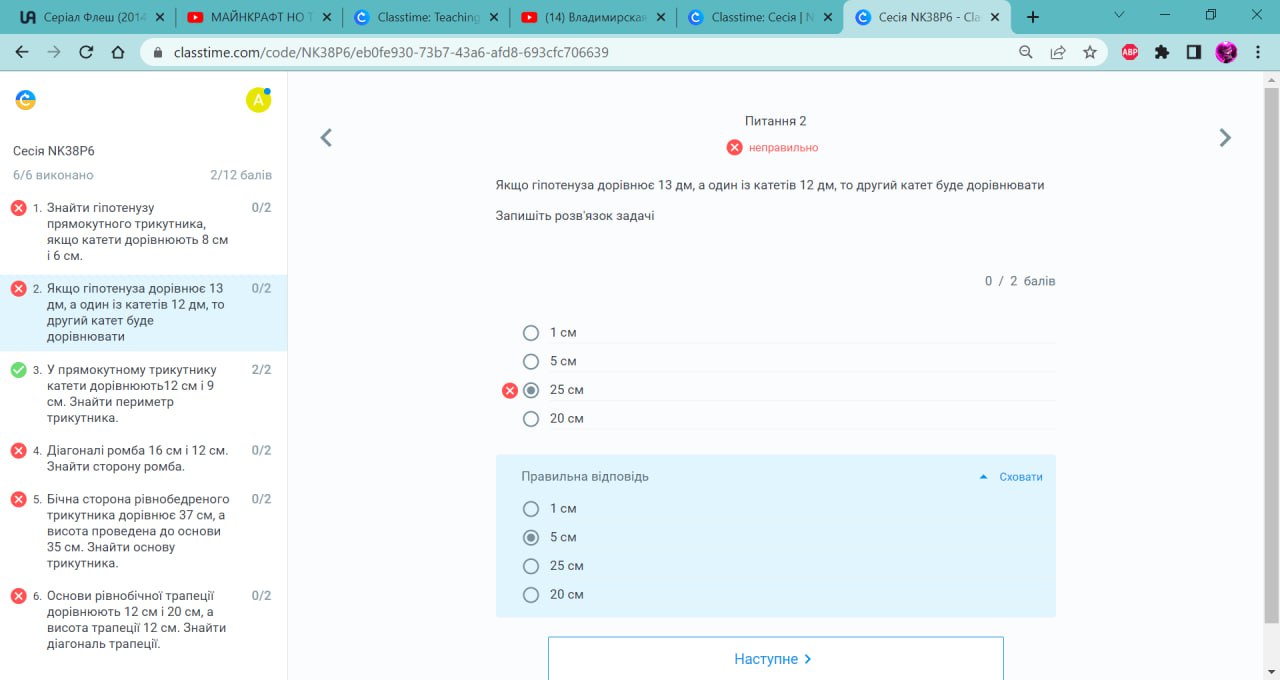 Серіал Флеш (2014
МАЙНКРАФТ НО Т
Classtime: Teaching
(14) Владимирская
Classtime: Сесія | N
Сесія NK38P6 - Cla
classtime.com/code/NK38P6/eb0fe930-73b7-43a6-afd8-693cfc706639
ABP
A
Сесія NK38P6
6/6 виконано
2/12 балів
1. Знайти гіпотенузу 0/2
прямокутного трикутника,
якщо катети дорівнюють 8 см
і 6 см.
2. Якщо гіпотенуза дорівнює 13 0/2
дм, а один із катетів 12 дм, то
другий катет буде
дорівнювати
3. У прямокутному трикутнику 2/2
катети дорівнюють12 см і 9
см. Знайти периметр
трикутника.
4. Діагоналі ромба 16 см і 12 см. 0/2
Знайти сторону ромба.
5. Бічна сторона рівнобедреного 0/2
трикутника дорівнює 37 см, а
висота проведена до основи
35 см. Знайти основу
трикутника.
6. Основи рівнобічної трапеції 0/2
дорівнюють 12 см і 20 см, а
висота трапеції 12 см. Знайти
діагональ трапеції.
Питання 2
неправильно
Якщо гіпотенуза дорівнює 13 дм, а один із катетів 12 дм, то другий катет буде дорівнювати
Запишіть розв'язок задачі
0 / 2 балів
1 см
5 см
25 см
20 см
Правильна відповідь
Сховати
1 см
5 см
25 см
20 см
Наступне